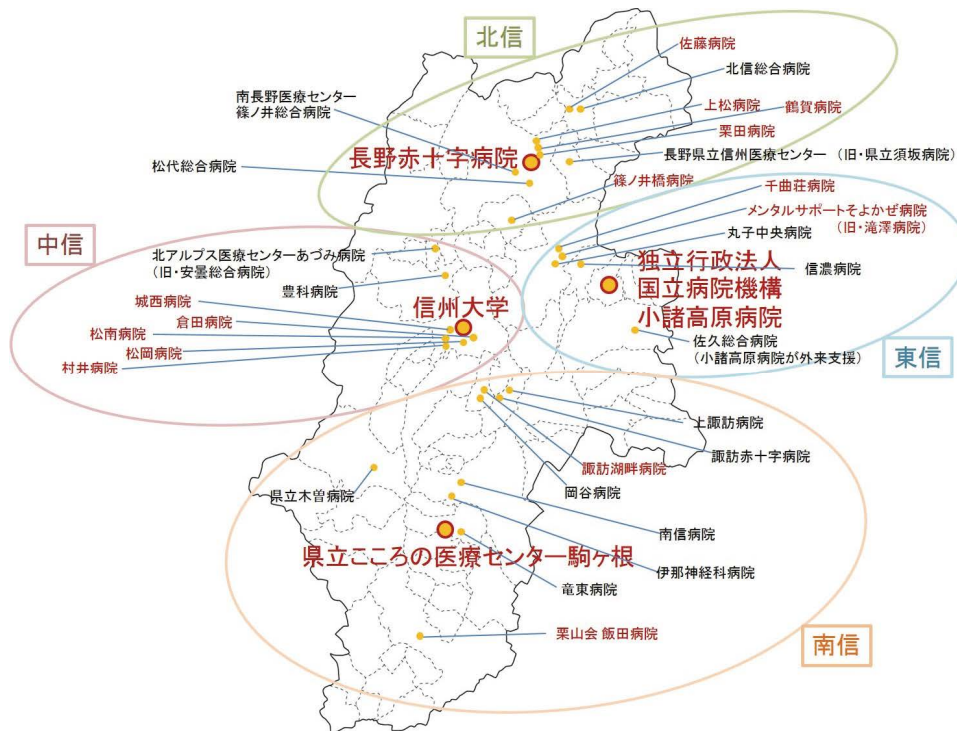 北信
佐藤病院
北信総合病院
南長野医療センター
篠ノ井総合病院
上松病院
鶴賀病院
栗田病院
長野赤十字病院
長野県立信州医療センター（旧・県立須坂病院）
松代総合病院
篠ノ井橋病院
千曲荘病院
メンタルサポートそよかぜ病院
（旧・滝澤病院）
丸子中央病院
中信
北アルプス医療センターあづみ病院
（旧・安曇総合病院）
信濃病院
豊科病院
独立行政法人
国立病院機構
小諸高原病院
城西病院
信州大学
倉田病院
松南病院
松岡病院
村井病院
佐久総合病院
（小諸高原病院が外来支援）
東信
上諏訪病院
諏訪赤十字病院
諏訪湖畔病院
岡谷病院
県立木曽病院
南信病院
県立こころの医療センター駒ヶ根
伊那神経科病院
竜東病院
栗山会 飯田病院
南信